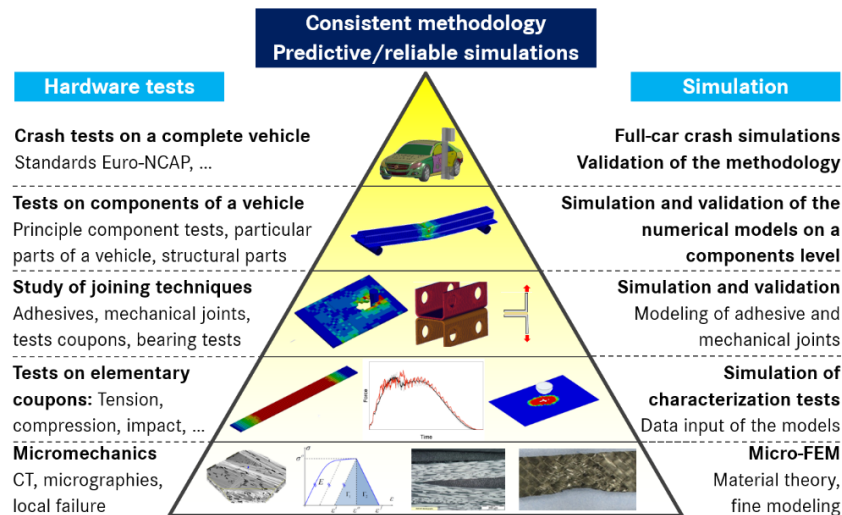 Consistent methodology
Predictive/reliable simulations
Hardware tests
Simulation
Crash tests on a complete vehicle
Standards Euro-NCAP, ...
Full-car crash simulations
Validation of the methodology
Tests on components of a vehicle
Principle component tests, particular
parts of a vehicle, structural parts
Simulation and validation of the
numerical models on a
components level
Study of joining techniques
Adhesives, mechanical joints,
tests coupons, bearing tests
Simulation and validation
Modeling of adhesive and
mechanical joints
Tests on elementary
coupons: Tension,
compression, impact, ...
Force
Time
Simulation of
characterization tests
Data input of the models
Micromechanics
CT, micrographies,
local failure
σ
E
Micro-FEM
Material theory,
fine modeling